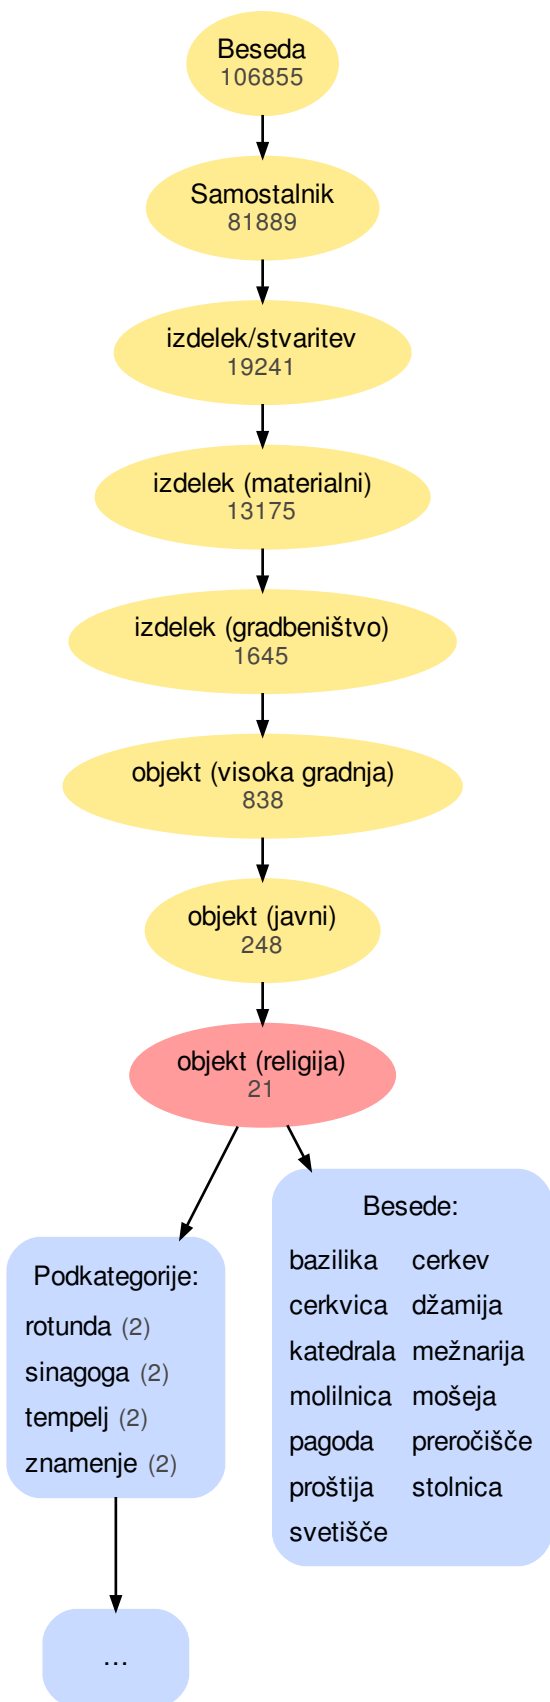 Beseda
106855
Samostalnik
81889
izdelek/stvaritev
19241
izdelek (materialni)
13175
izdelek (gradbeništvo)
1645
objekt (visoka gradnja)
838
objekt (javni)
248
objekt (religija)
21
Podkategorije:
rotunda (2)
sinagoga (2)
tempelj (2)
znamenje (2)
...
Besede:
bazilika cerkev
cerkvica džamija
katedrala mežnarija
molilnica mošeja
pagoda preročišče
proštija stolnica
svetišče